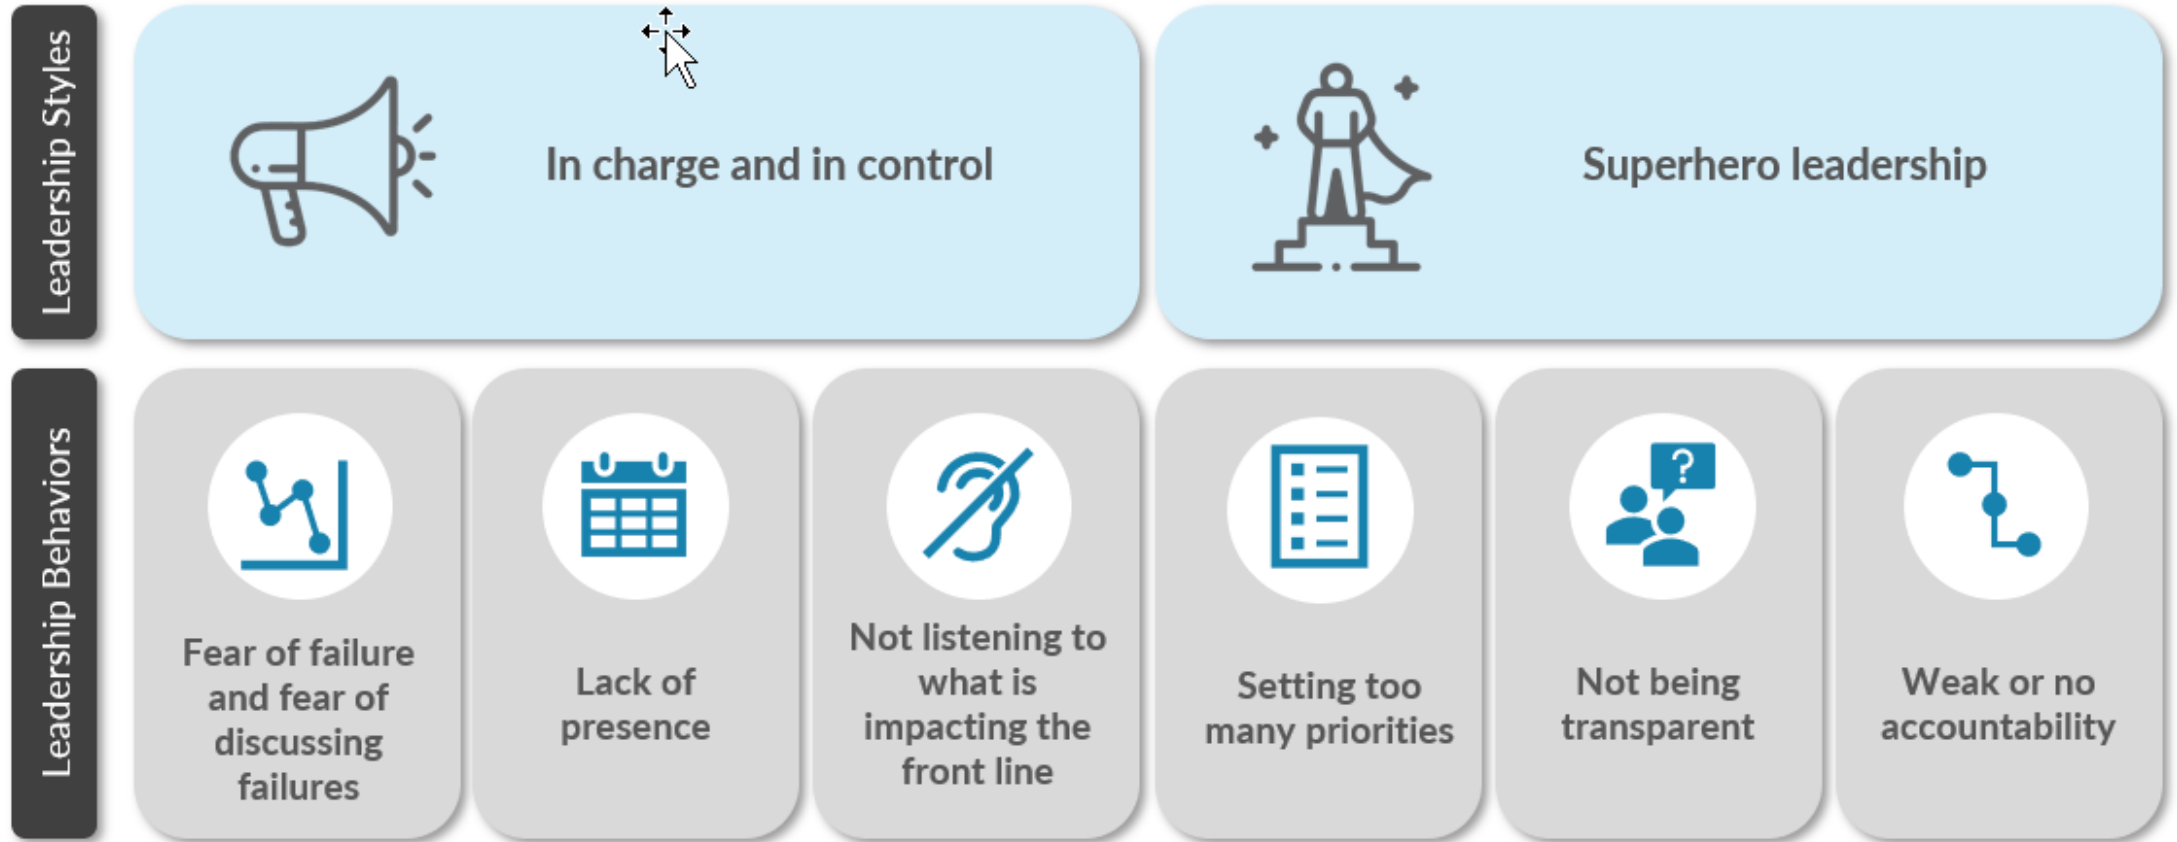 Leadership Styles
In charge and in control
Superhero leadership
Leadership Behaviors
Fear of failure
and fear of
discussing
failures
Lack of
presence
Not listening to
what is
impacting the
front line
Setting too
many priorities
?
Not being
transparent
Weak or no
accountability